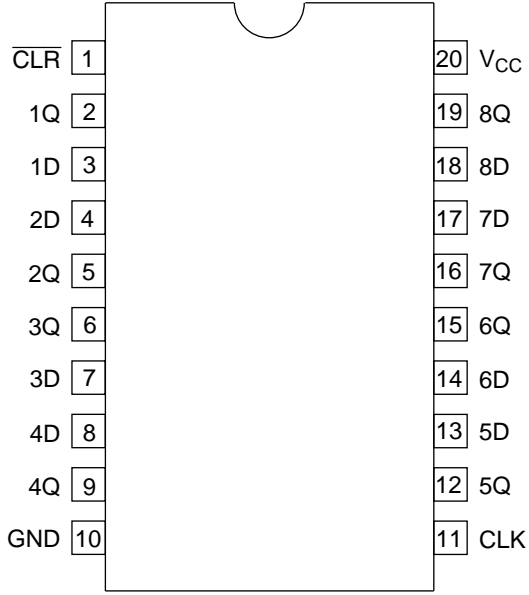 C̅L̅R̅ 1 20 VCC
1Q 2 19 8Q
1D 3 18 8D
2D 4 17 7D
2Q 5 16 7Q
3Q 6 15 6Q
3D 7 14 6D
4D 8 13 5D
4Q 9 12 5Q
GND 10 11 CLK